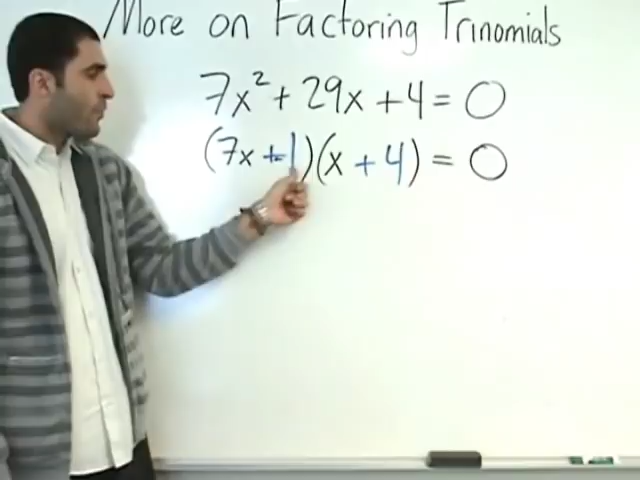 More on Factoring Trinomials
7x² + 29x + 4 = 0
(7x + 1)(x + 4) = 0